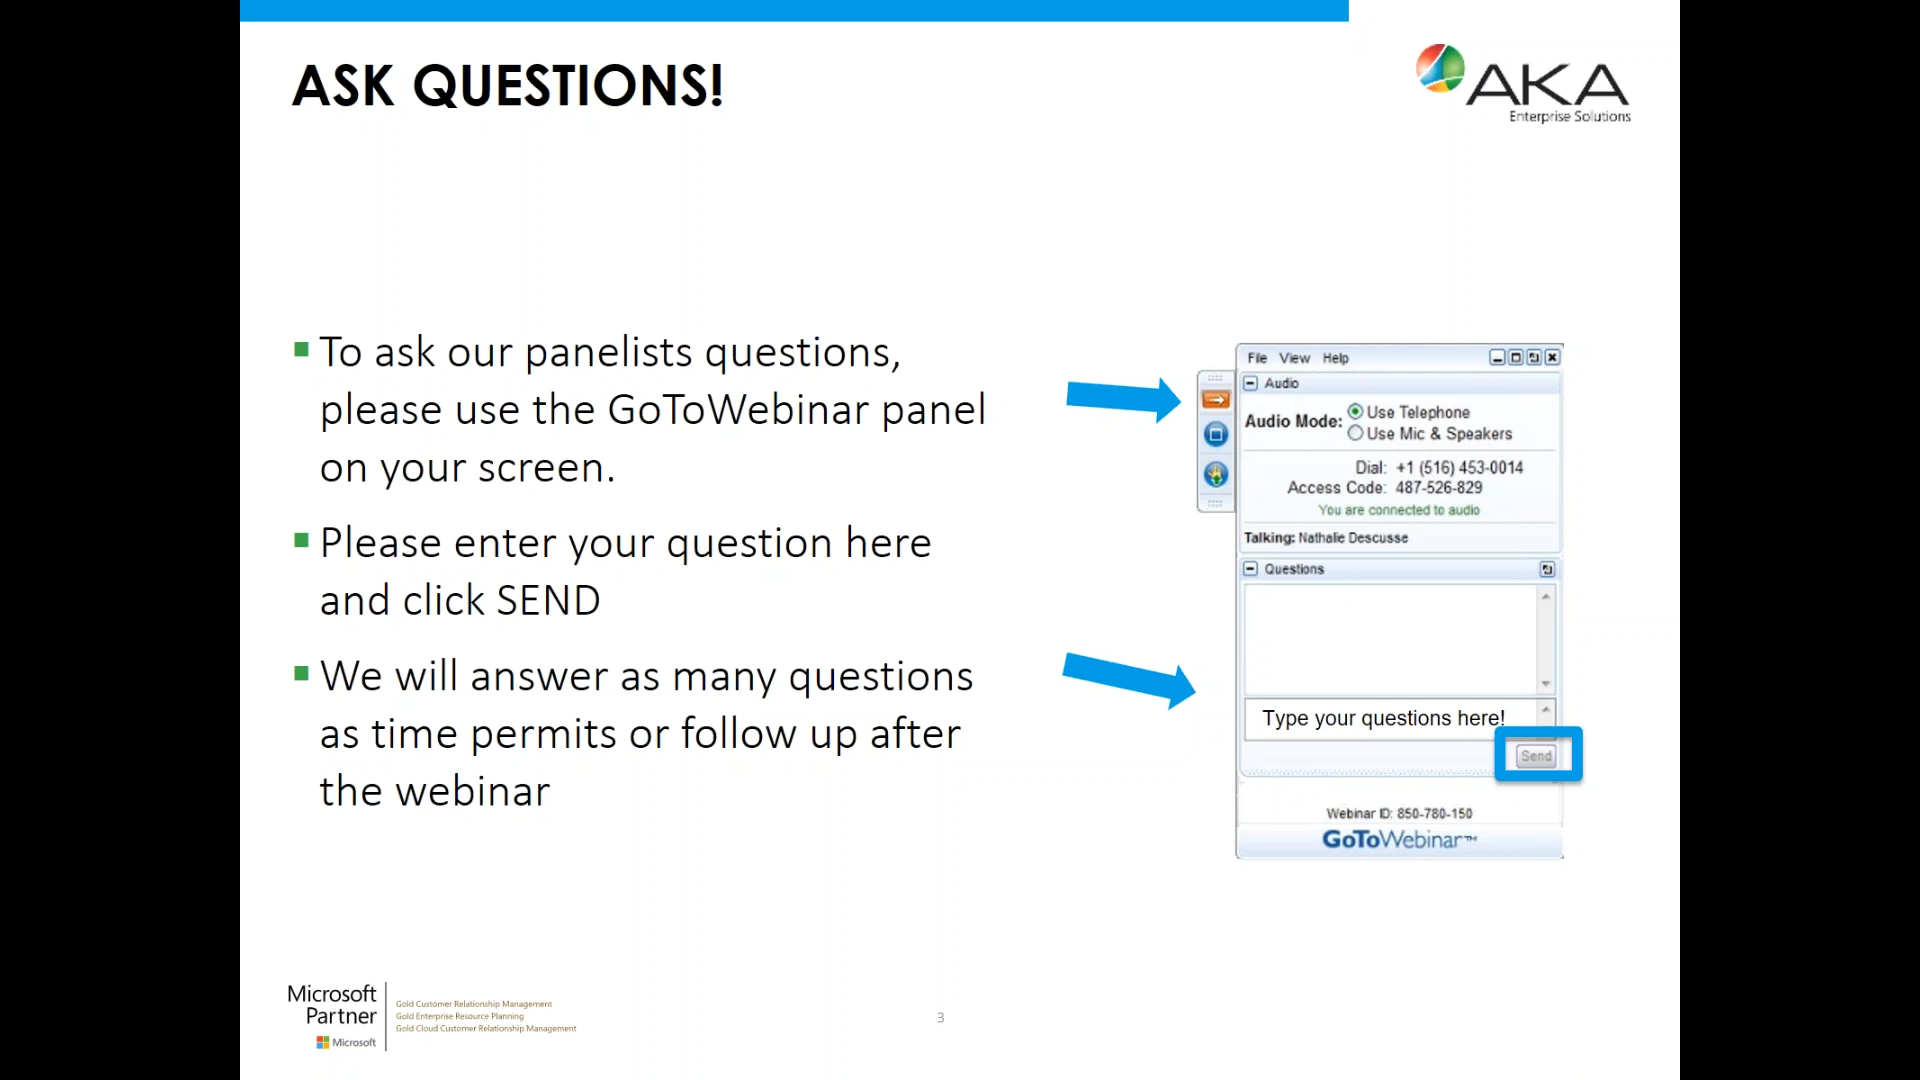 ASK QUESTIONS!
AKA
Enterprise Solutions
To ask our panelists questions,
please use the GoToWebinar panel
on your screen.
Please enter your question here
and click SEND
We will answer as many questions
as time permits or follow up after
the webinar
File View Help
Audio
Audio Mode: Use Telephone
Use Mic & Speakers
Dial: +1 (516) 453-0014
Access Code: 487-526-829
You are connected to audio
Talking: Nathalie Descusse
Questions
Type your questions here!
Send
Webinar ID: 850-780-150
GoToWebinar™
Microsoft
Partner
Microsoft
Gold Customer Relationship Management
Gold Enterprise Resource Planning
Gold Cloud Customer Relationship Management
3